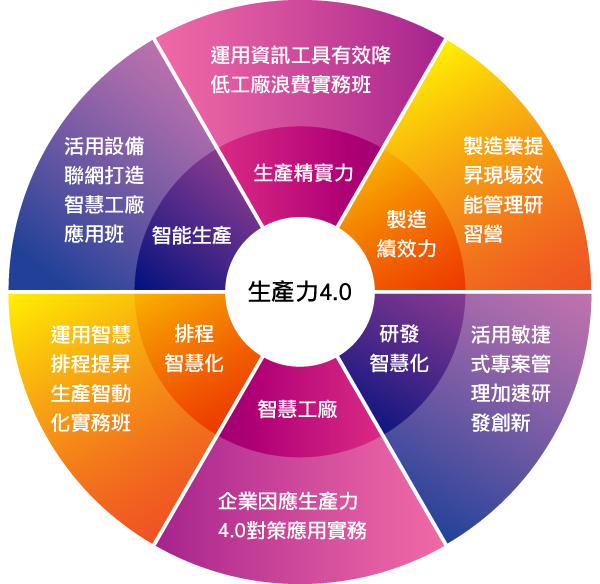 運用資訊工具有效降
低工廠浪費實務班
生產精實力
製造業提
昇現場效
能管理研
習營
製造
績效力
活用敏捷
式專案管
理加速研
發創新
研發
智慧化
企業因應生產力
4.0對策應用實務
智慧工廠
運用智慧
排程提昇
生產智動
化實務班
排程
智慧化
活用設備
聯網打造
智慧工廠
應用班
智能生產
生產力4.0